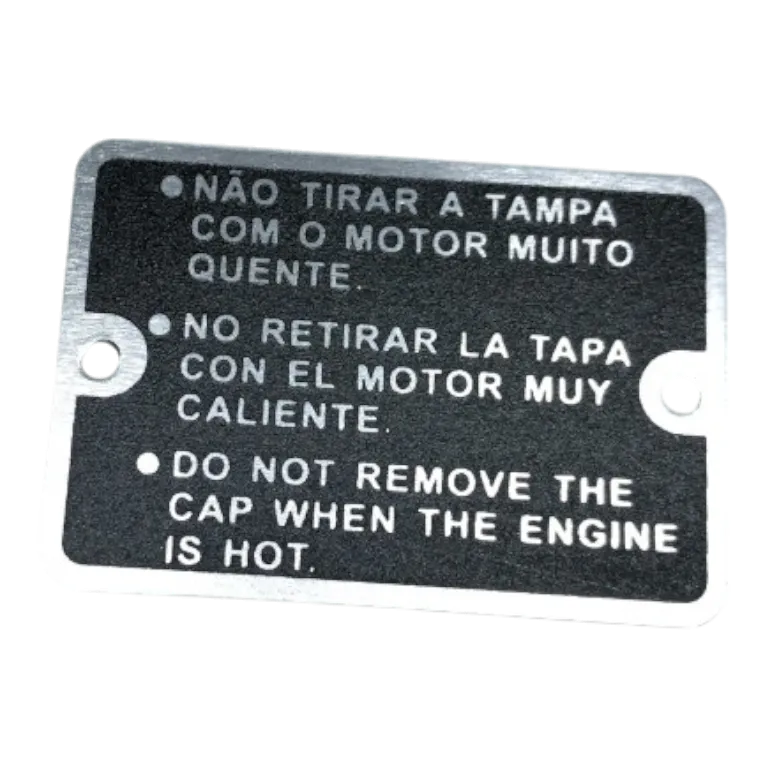 ● NÃO TIRAR A TAMPA
COM O MOTOR MUITO
QUENTE.
● NO RETIRAR LA TAPA
CON EL MOTOR MUY
CALIENTE.
● DO NOT REMOVE THE
CAP WHEN THE ENGINE
IS HOT.